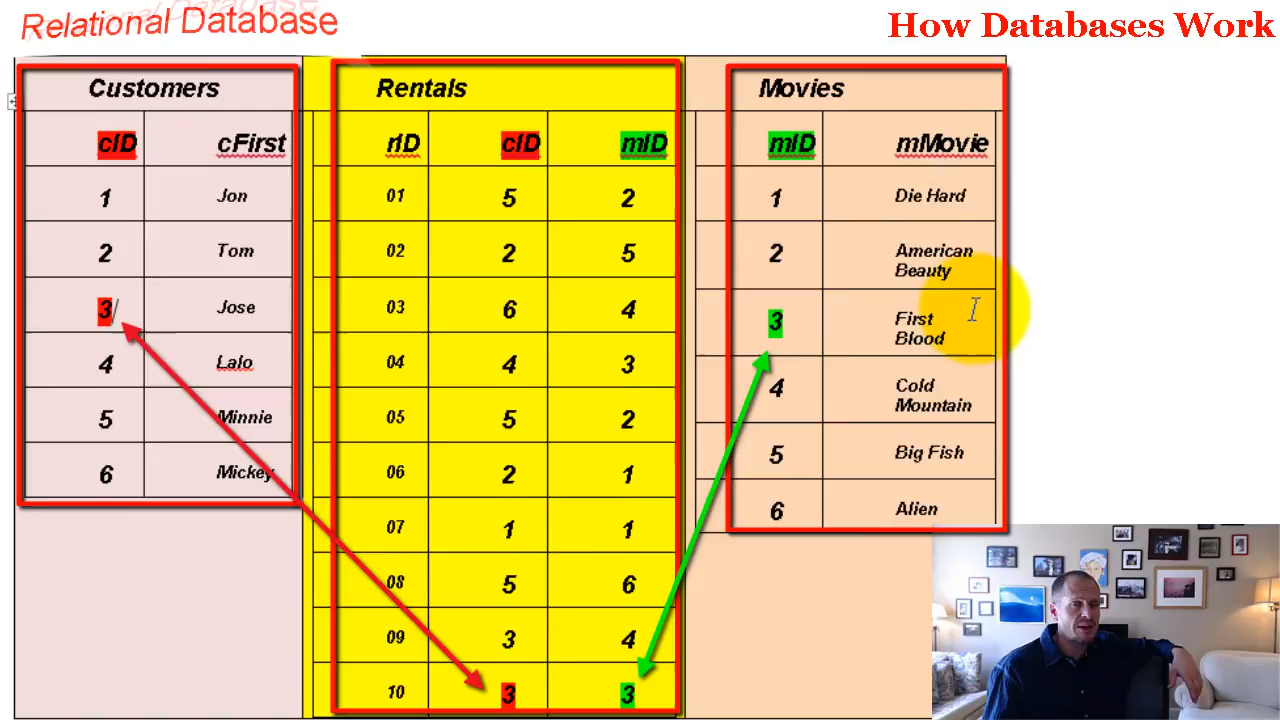 Relational Database
How Databases Work
Customers Rentals Movies
cID cFirst rID cID mID mID mMovie
1 Jon 01 5 2 1 Die Hard
2 Tom 02 2 5 2 American
Beauty
3 Jose 03 6 4 3 First
Blood
4 Lalo 04 4 3 4 Cold
Mountain
5 Minnie 05 5 2 5 Big Fish
6 Mickey 06 2 1 6 Alien
07 1 1
08 5 6
09 3 4
10 3 3